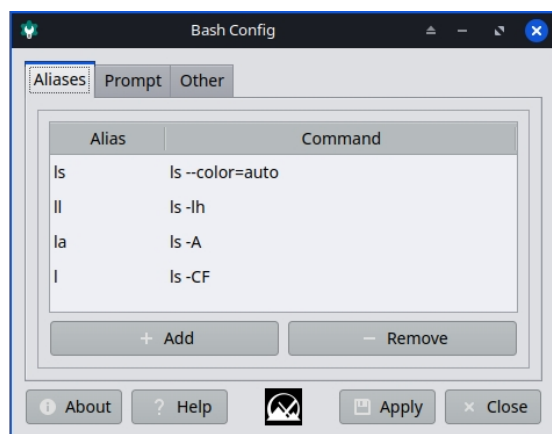 Bash Config
Aliases Prompt Other
Alias Command
ls ls --color=auto
ll ls -lh
la ls -A
l ls -CF
+ Add − Remove
About ? Help Apply × Close